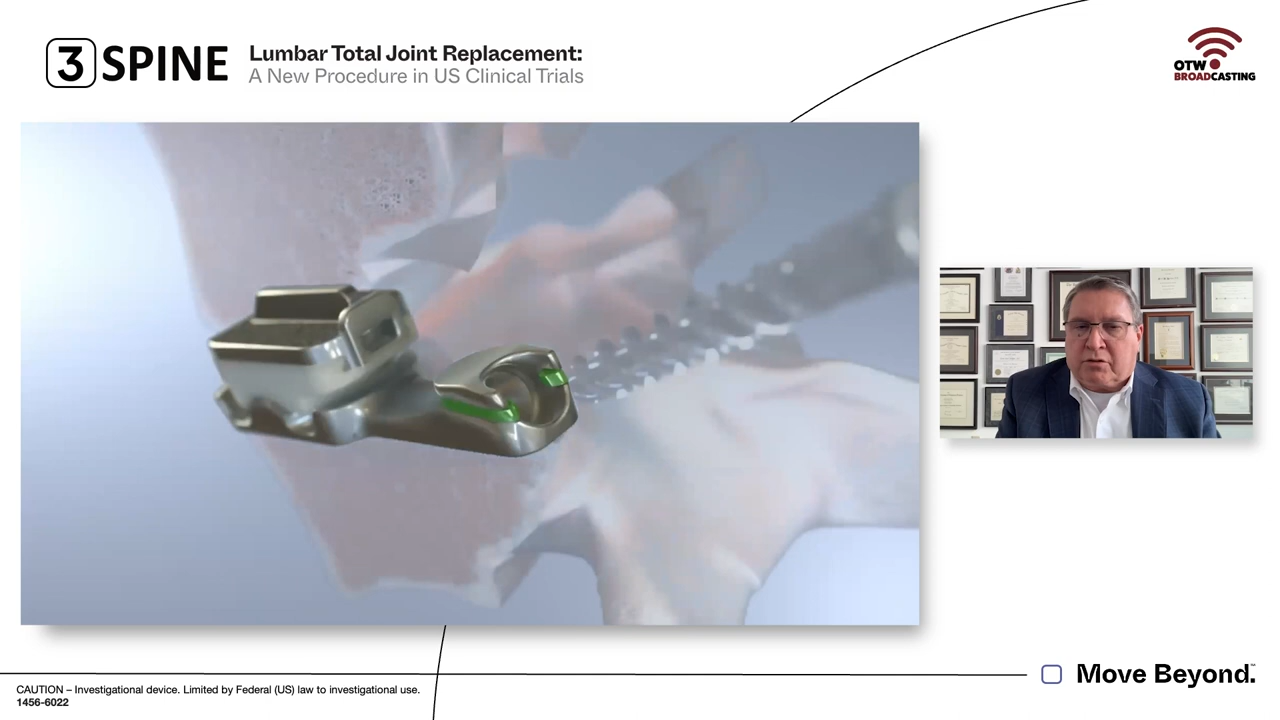 3SPINE
Lumbar Total Joint Replacement:
A New Procedure in US Clinical Trials
OTW
BROADCASTING
Move Beyond.™
CAUTION – Investigational device. Limited by Federal (US) law to investigational use.
1456-6022